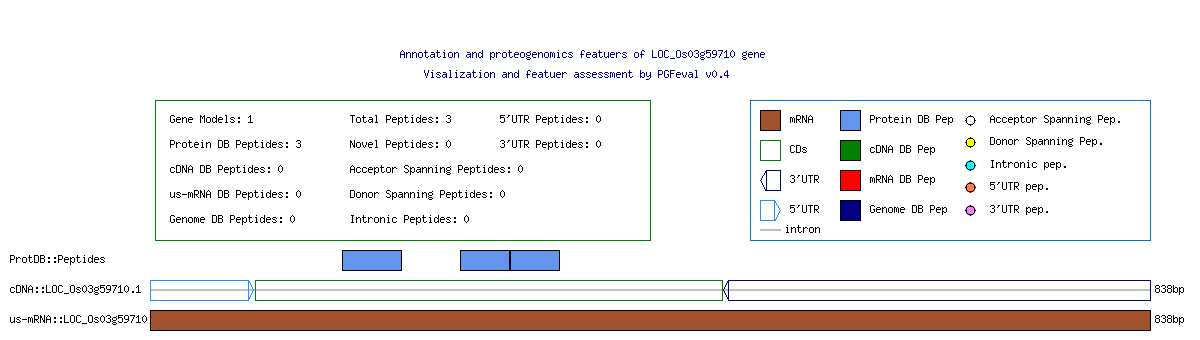 Annotation and proteogenomics featuers of LOC_Os03g59710 gene
Visalization and featuer assessment by PGFeval v0.4
Gene Models: 1 Total Peptides: 3 5'UTR Peptides: 0
Protein DB Peptides: 3 Novel Peptides: 0 3'UTR Peptides: 0
cDNA DB Peptides: 0 Acceptor Spanning Peptides: 0
us-mRNA DB Peptides: 0 Donor Spanning Peptides: 0
Genome DB Peptides: 0 Intronic Peptides: 0
mRNA Protein DB Pep Acceptor Spanning Pep.
CDs cDNA DB Pep Donor Spanning Pep.
3'UTR mRNA DB Pep Intronic pep.
5'UTR Genome DB Pep 5'UTR pep.
intron 3'UTR pep.
ProtDB::Peptides
cDNA::LOC_Os03g59710.1 838bp
us-mRNA::LOC_Os03g59710 838bp